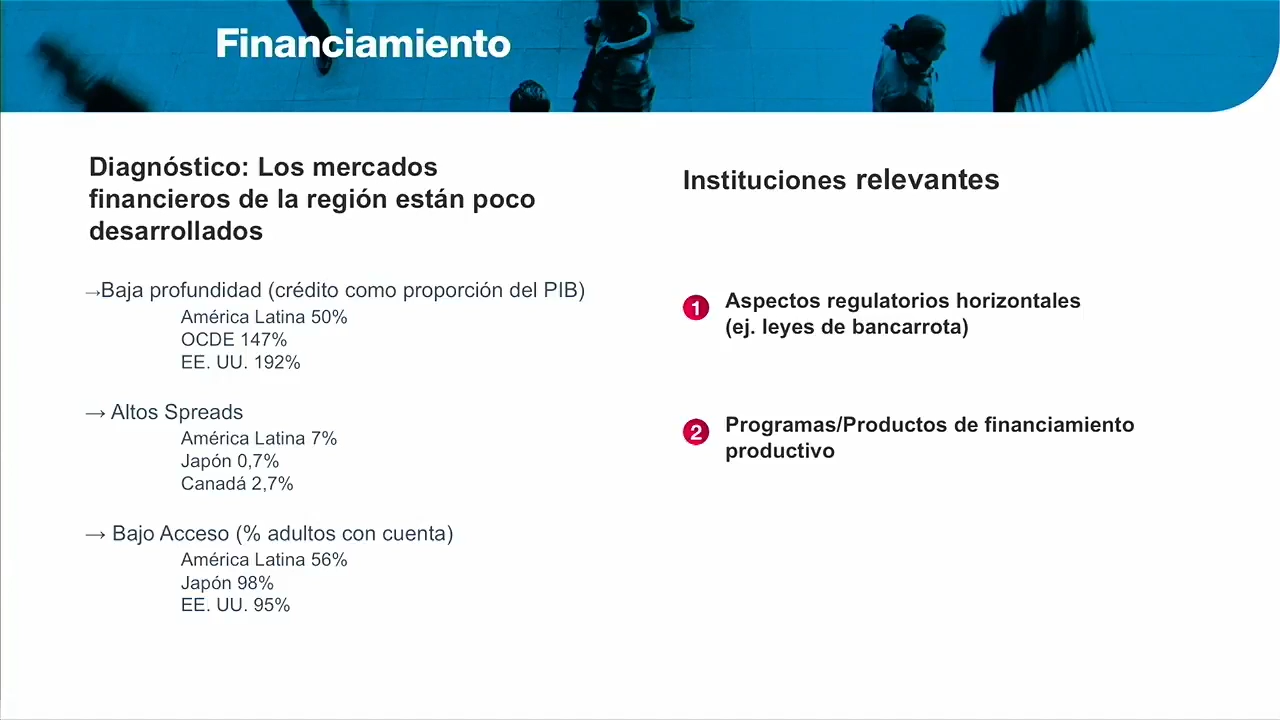 Financiamiento
Diagnóstico: Los mercados
financieros de la región están poco
desarrollados
→Baja profundidad (crédito como proporción del PIB)
América Latina 50%
OCDE 147%
EE. UU. 192%
→ Altos Spreads
América Latina 7%
Japón 0,7%
Canadá 2,7%
→ Bajo Acceso (% adultos con cuenta)
América Latina 56%
Japón 98%
EE. UU. 95%
Instituciones relevantes
1 Aspectos regulatorios horizontales
(ej. leyes de bancarrota)
2 Programas/Productos de financiamiento
productivo